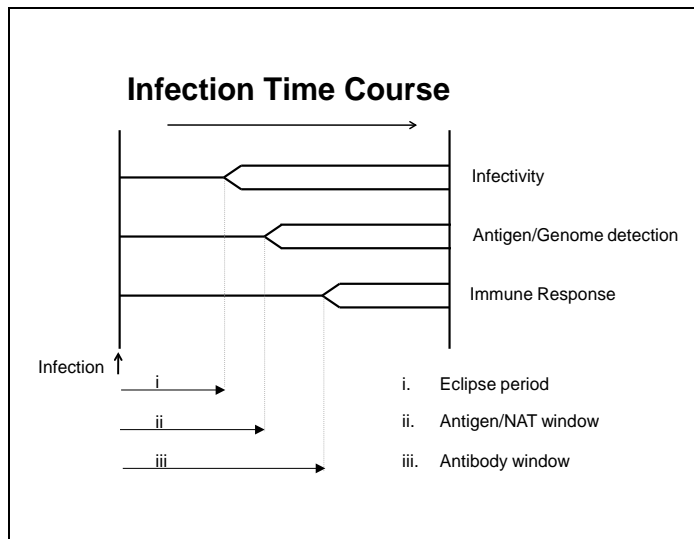 Infection Time Course
Infectivity
Antigen/Genome detection
Immune Response
Infection
i
ii
iii
i. Eclipse period
ii. Antigen/NAT window
iii. Antibody window